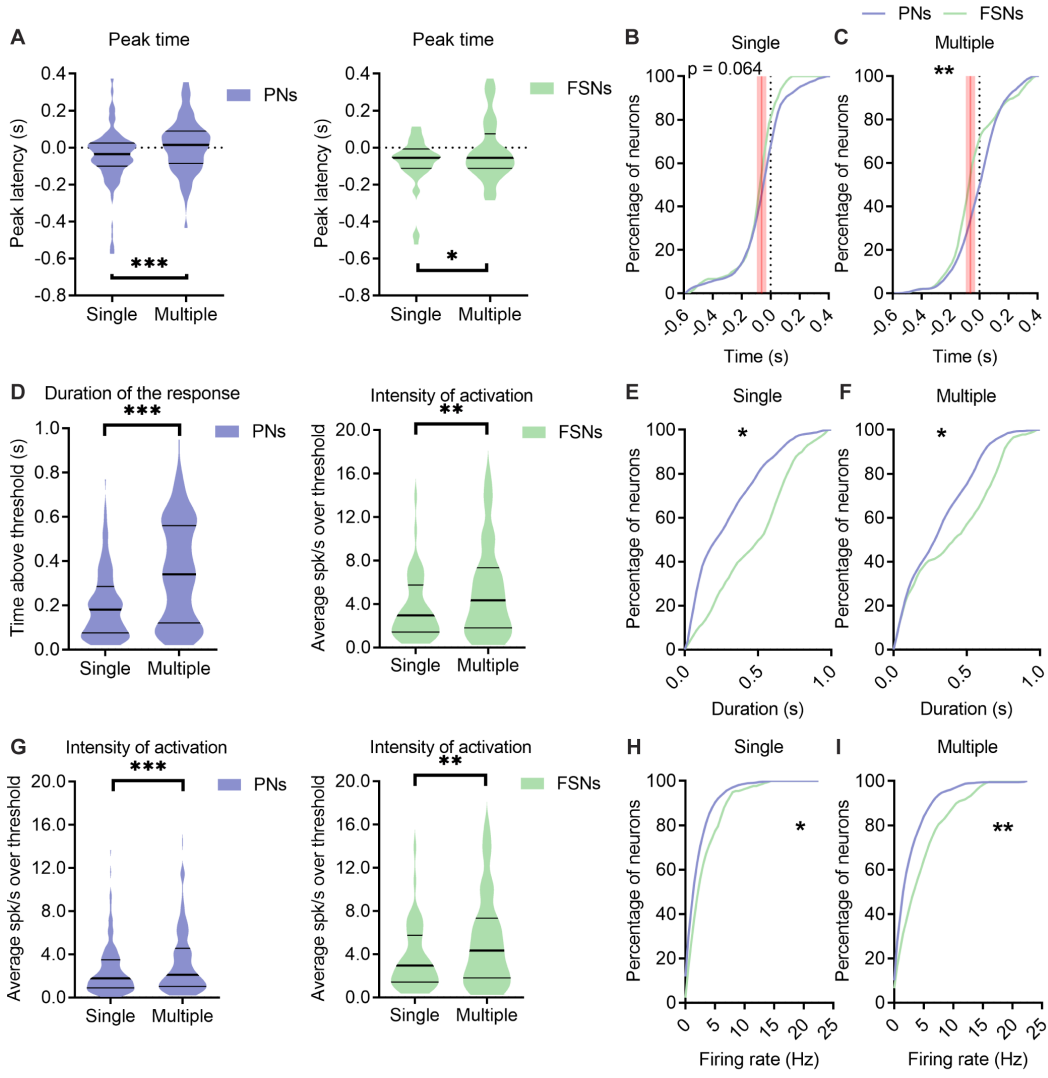 PNs FSNs
A
Peak time
Peak time
B
Single
C
Multiple
Peak latency (s)
0.4
0.2
0.0
-0.2
-0.4
-0.6
-0.8
PNs
***
Single Multiple
Peak latency (s)
0.4
0.2
0.0
-0.2
-0.4
-0.6
-0.8
FSNs
*
Single Multiple
Percentage of neurons
100
80
60
40
20
0
p = 0.064
-0.6 -0.4 -0.2 0.0 0.2 0.4
Time (s)
Percentage of neurons
100
80
60
40
20
0
**
-0.6 -0.4 -0.2 0.0 0.2 0.4
Time (s)
D
Duration of the response
***
Time above threshold (s)
1.0
0.8
0.6
0.4
0.2
0.0
PNs
Single Multiple
Intensity of activation
**
Average spk/s over threshold
20.0
16.0
12.0
8.0
4.0
0.0
FSNs
Single Multiple
E
Single
*
Percentage of neurons
100
80
60
40
20
0
0.0 0.5 1.0
Duration (s)
F
Multiple
*
Percentage of neurons
100
80
60
40
20
0
0.0 0.5 1.0
Duration (s)
G
Intensity of activation
***
Average spk/s over threshold
20.0
16.0
12.0
8.0
4.0
0.0
PNs
Single Multiple
Intensity of activation
**
Average spk/s over threshold
20.0
16.0
12.0
8.0
4.0
0.0
FSNs
Single Multiple
H
Single
*
Percentage of neurons
100
80
60
40
20
0
0 5 10 15 20 25
Firing rate (Hz)
I
Multiple
**
Percentage of neurons
100
80
60
40
20
0
0 5 10 15 20 25
Firing rate (Hz)